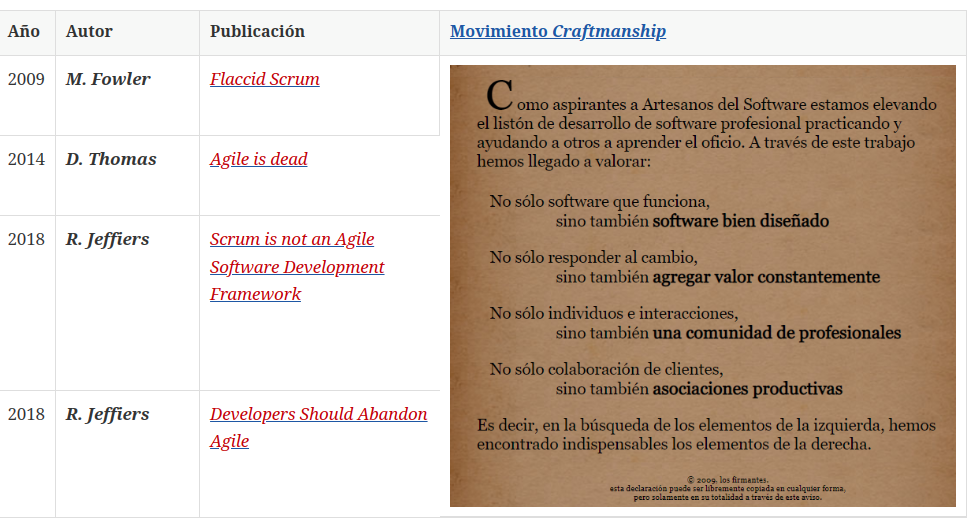 Año Autor Publicación Movimiento Craftmanship
2009 M. Fowler Flaccid Scrum
2014 D. Thomas Agile is dead
2018 R. Jeffiers Scrum is not an Agile
Software Development
Framework
2018 R. Jeffiers Developers Should Abandon
Agile
Como aspirantes a Artesanos del Software estamos elevando
el listón de desarrollo de software profesional practicando y
ayudando a otros a aprender el oficio. A través de este trabajo
hemos llegado a valorar:
No sólo software que funciona,
sino también software bien diseñado
No sólo responder al cambio,
sino también agregar valor constantemente
No sólo individuos e interacciones,
sino también una comunidad de profesionales
No sólo colaboración de clientes,
sino también asociaciones productivas
Es decir, en la búsqueda de los elementos de la izquierda, hemos
encontrado indispensables los elementos de la derecha.
© 2009, los firmantes.
esta declaración puede ser libremente copiada en cualquier forma,
pero solamente en su totalidad a través de este aviso.